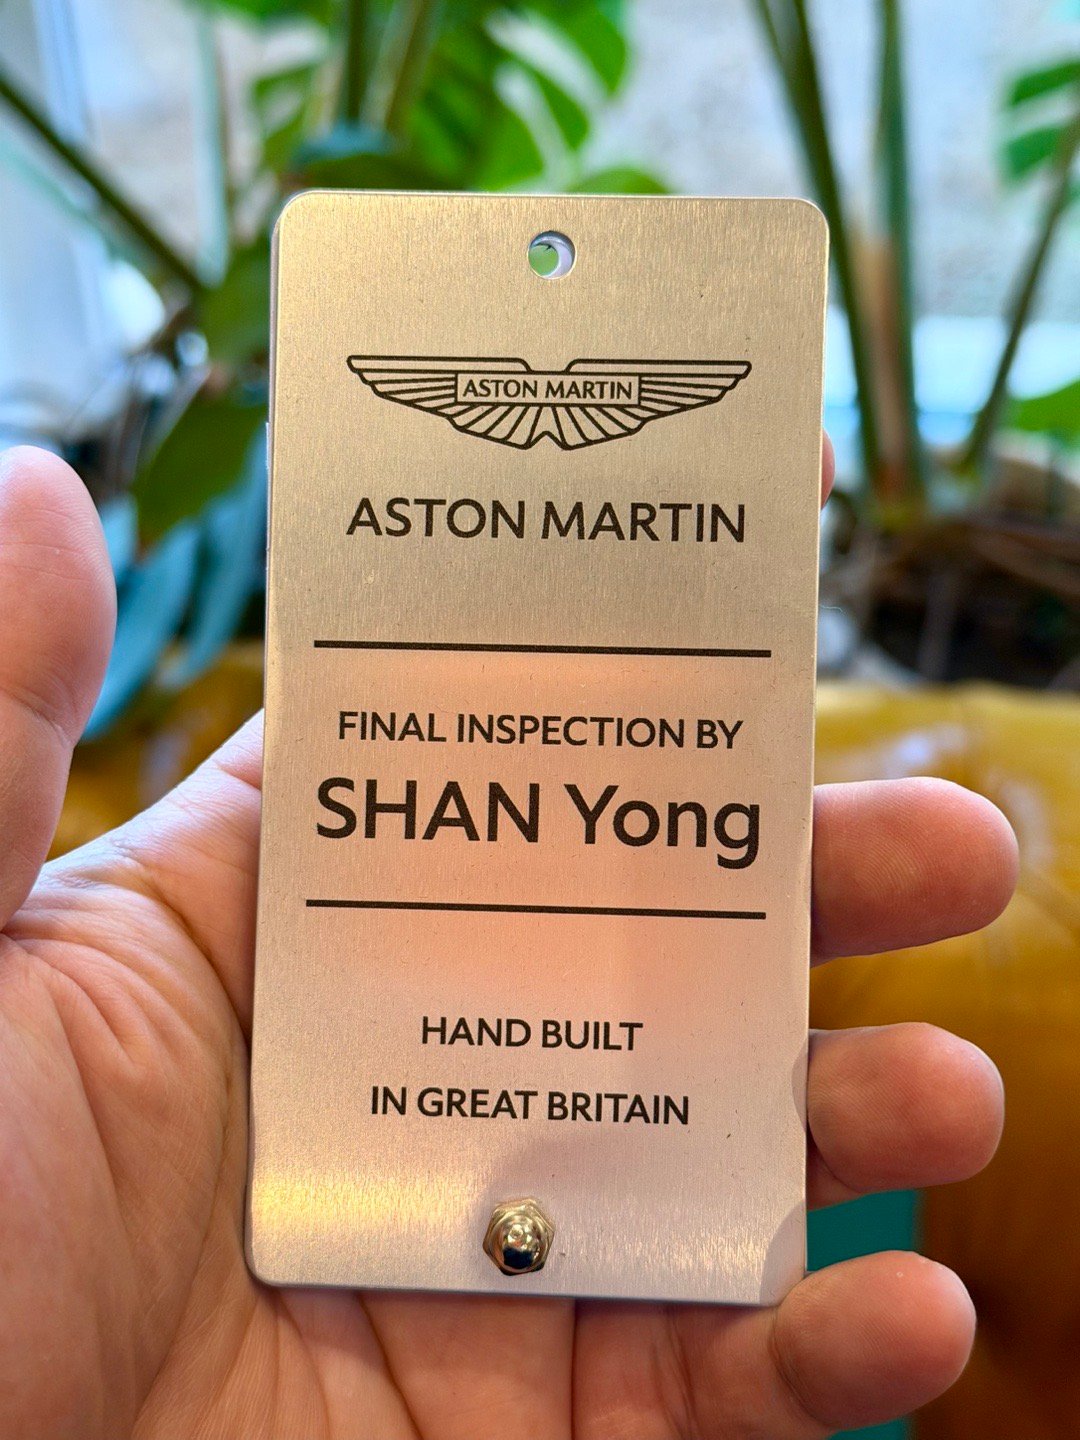 ASTON MARTIN
ASTON MARTIN
FINAL INSPECTION BY
SHAN Yong
HAND BUILT
IN GREAT BRITAIN